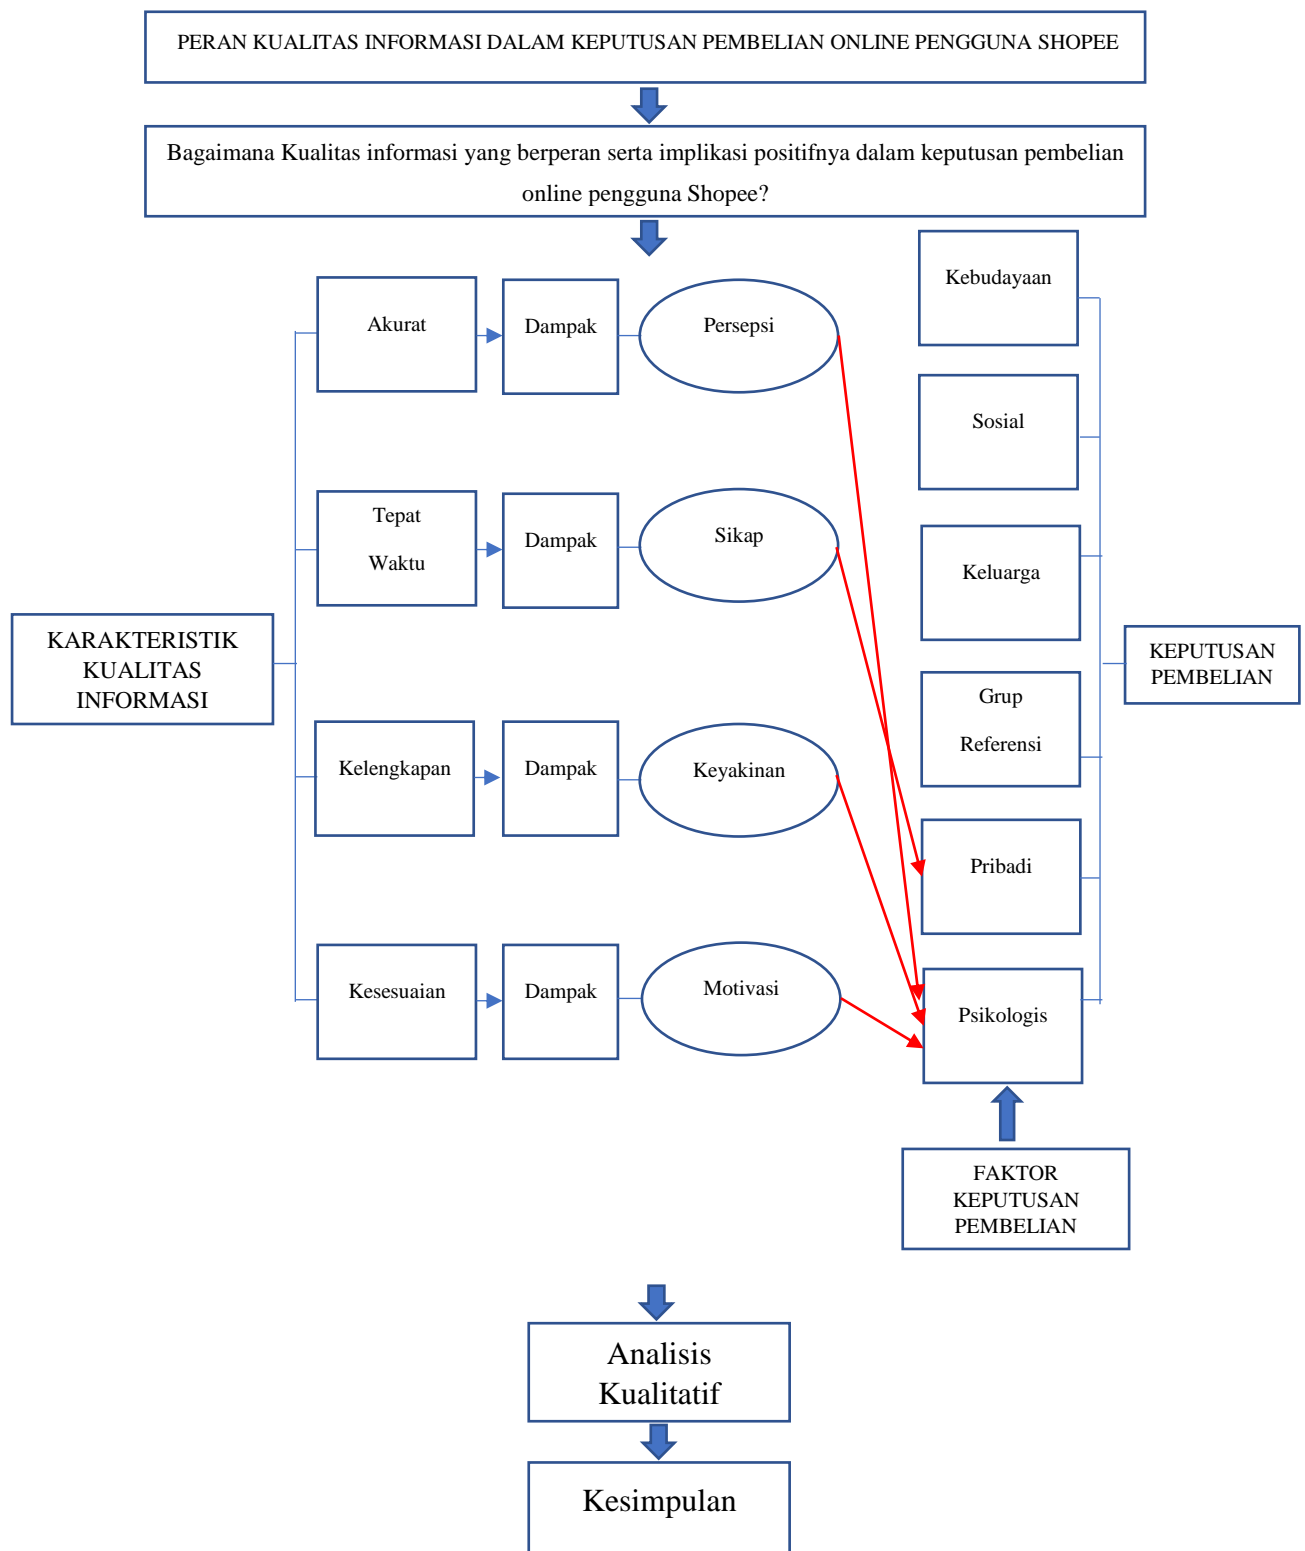 PERAN KUALITAS INFORMASI DALAM KEPUTUSAN PEMBELIAN ONLINE PENGGUNA SHOPEE
Bagaimana Kualitas informasi yang berperan serta implikasi positifnya dalam keputusan pembelian
online pengguna Shopee?
Kebudayaan
Akurat
Dampak
Persepsi
Sosial
Tepat
Waktu
Dampak
Sikap
Keluarga
KARAKTERISTIK
KUALITAS
INFORMASI
KEPUTUSAN
PEMBELIAN
Grup
Referensi
Kelengkapan
Dampak
Keyakinan
Pribadi
Kesesuaian
Dampak
Motivasi
Psikologis
FAKTOR
KEPUTUSAN
PEMBELIAN
Analisis
Kualitatif
Kesimpulan